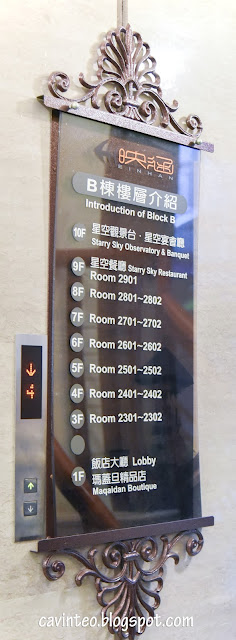 映涵
EINHAN
B棟樓層介紹
Introduction of Block B
10F 星空觀景台．星空宴會廳
Starry Sky Observatory & Banquet
9F 星空餐廳 Starry Sky Restaurant
Room 2901
8F Room 2801~2802
7F Room 2701~2702
6F Room 2601~2602
5F Room 2501~2502
4F Room 2401~2402
3F Room 2301~2302
飯店大廳 Lobby
1F 瑪蓋旦精品店
Maqaidan Boutique
↓
4
cavinteo.blogspot.com